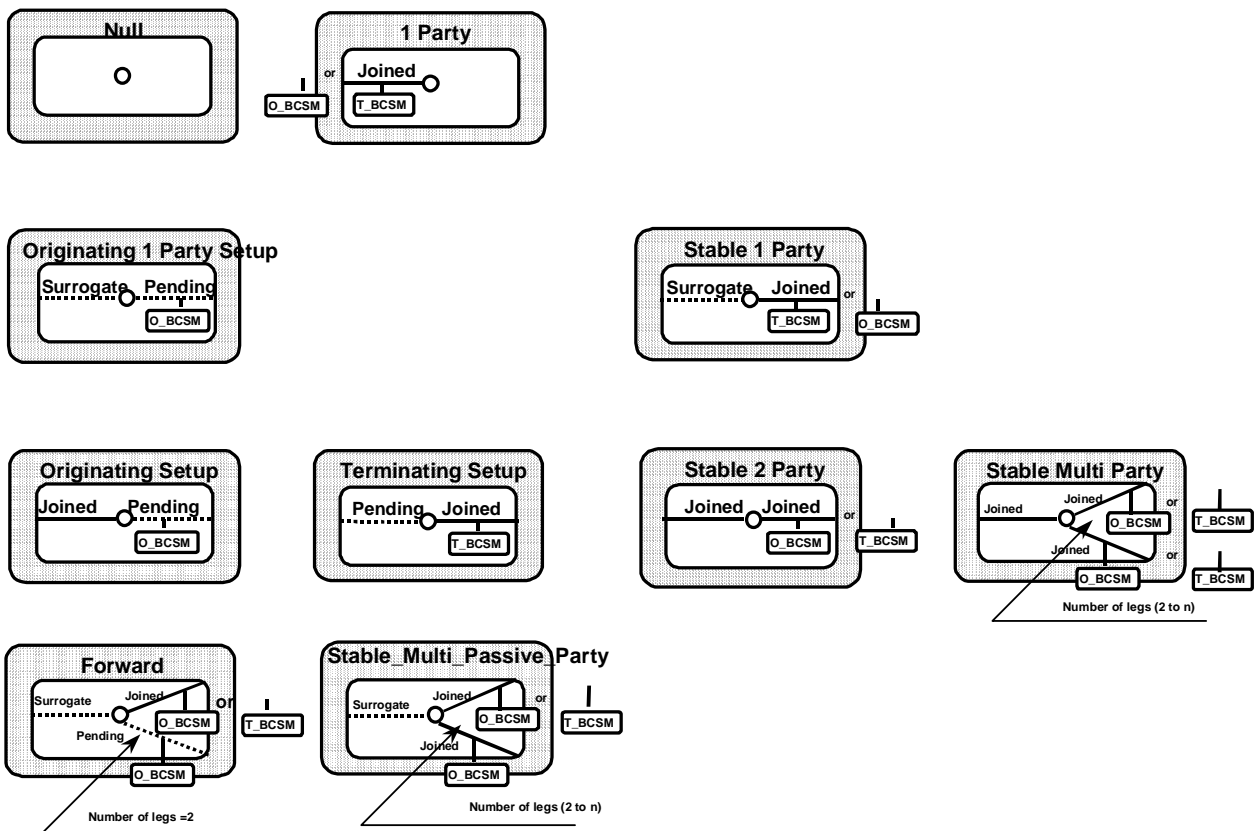 Null
1 Party
or
Joined
O_BCSM
T_BCSM
Originating 1 Party Setup
Surrogate
Pending
O_BCSM
Stable 1 Party
Surrogate
Joined
or
T_BCSM
O_BCSM
Originating Setup
Joined
Pending
O_BCSM
Terminating Setup
Pending
Joined
T_BCSM
Stable 2 Party
Joined
Joined
or
O_BCSM
T_BCSM
Stable Multi Party
Joined
Joined
or
O_BCSM
T_BCSM
Joined
or
O_BCSM
T_BCSM
Number of legs (2 to n)
Forward
Surrogate
Joined
or
O_BCSM
T_BCSM
Pending
O_BCSM
Number of legs =2
Stable_Multi_Passive_Party
Surrogate
Joined
or
O_BCSM
T_BCSM
Joined
O_BCSM
Number of legs (2 to n)